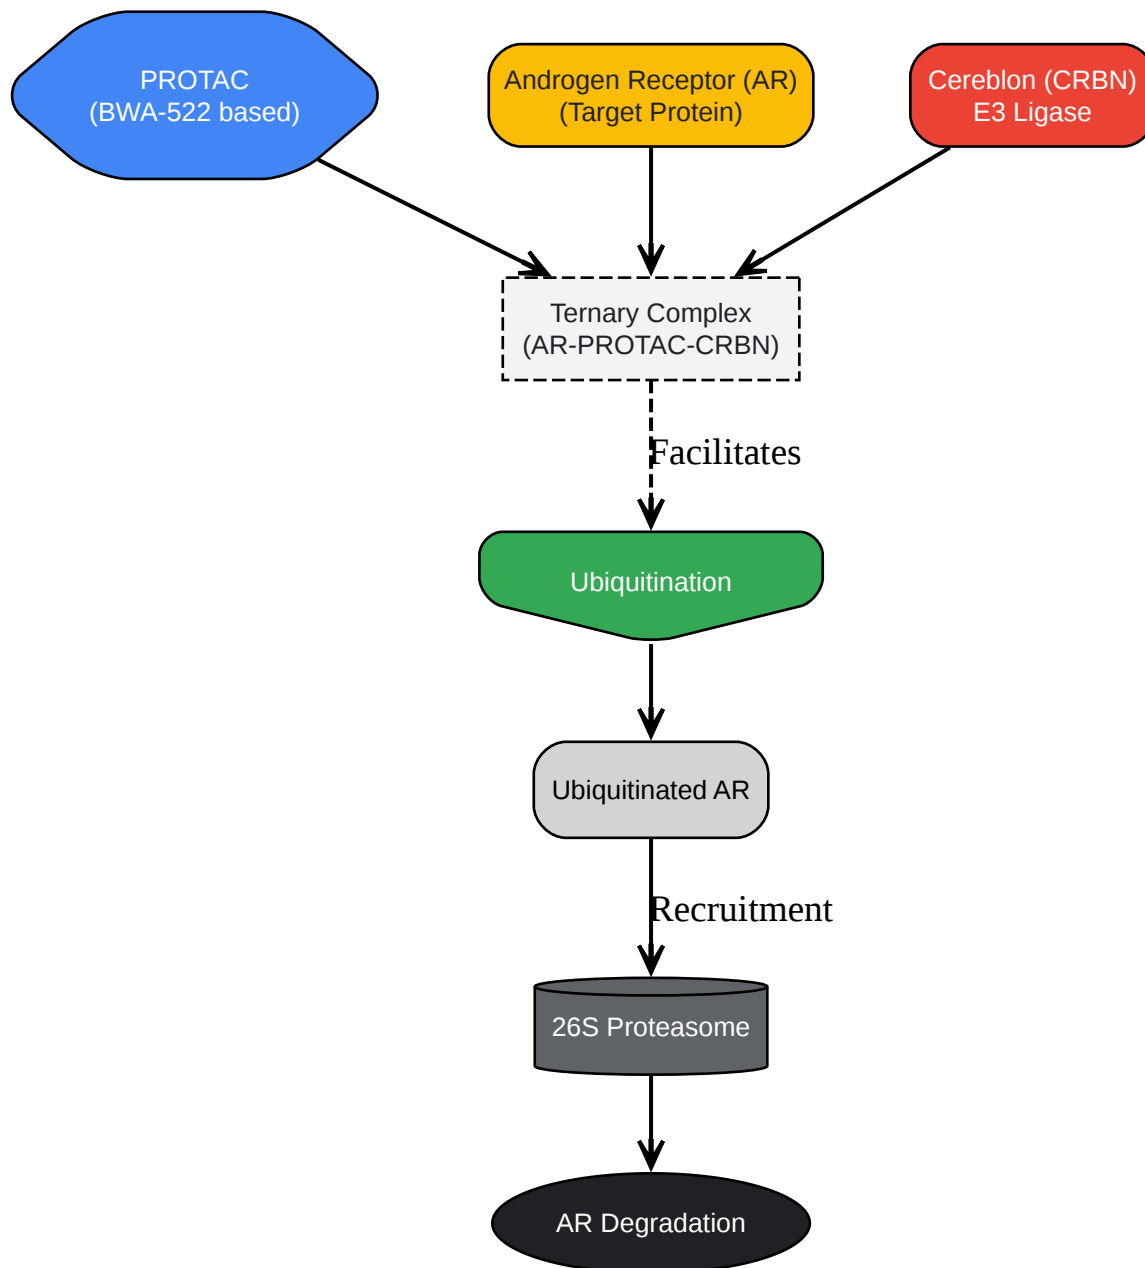 PROTAC
(BWA-522 based)
Androgen Receptor (AR)
(Target Protein)
Cereblon (CRBN)
E3 Ligase
Ternary Complex
(AR-PROTAC-CRBN)
Facilitates
Ubiquitination
Ubiquitinated AR
Recruitment
26S Proteasome
AR Degradation